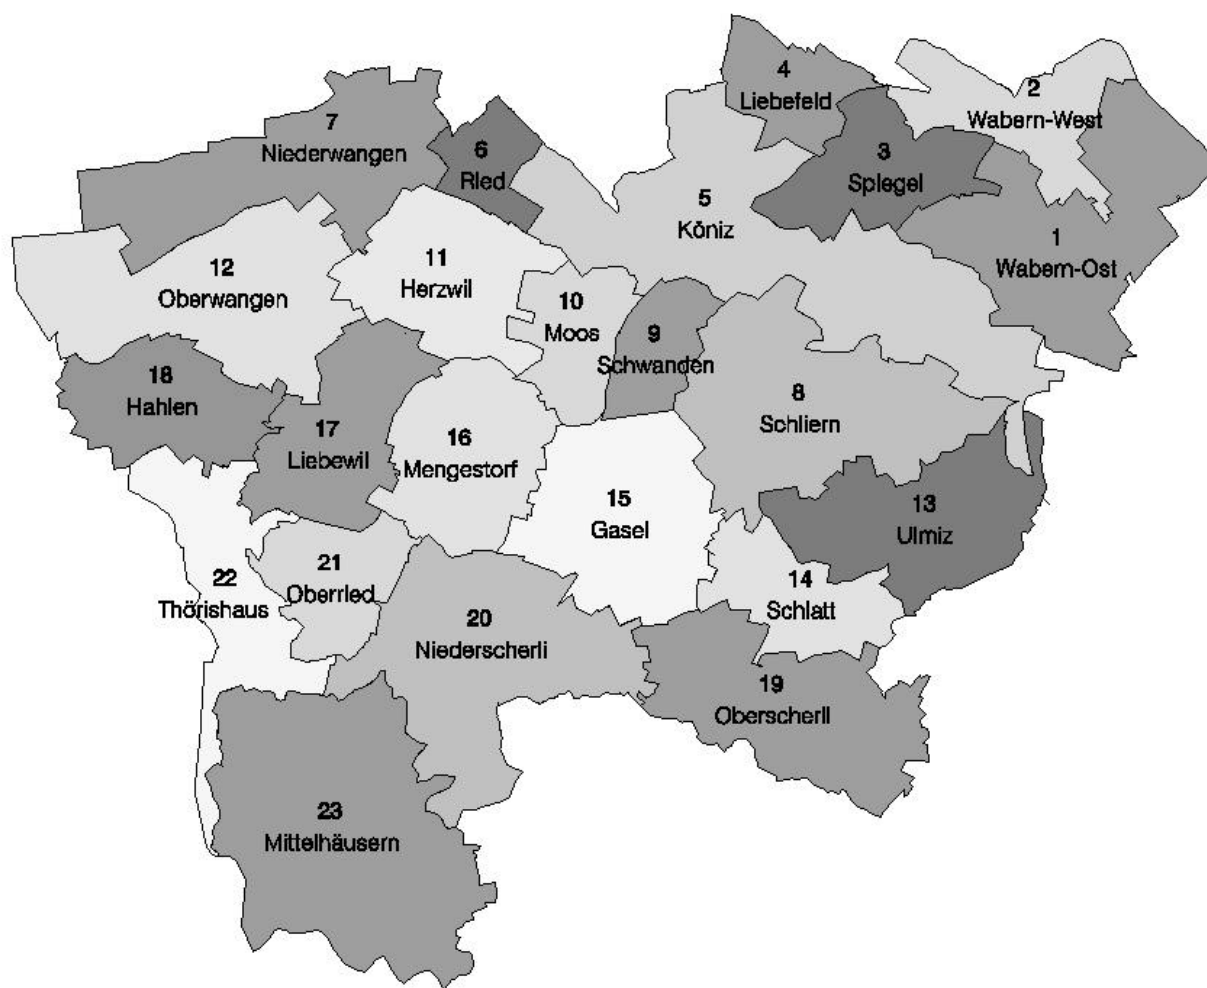 4
Liebefeld
2
Wabern-West
7
Niederwangen
6
Ried
3
Spiegel
5
Köniz
1
Wabern-Ost
12
Oberwangen
11
Herzwil
10
Moos
9
Schwanden
18
Hahlen
8
Schliern
17
Liebewil
16
Mengestorf
15
Gasel
13
Ulmiz
22
Thörishaus
21
Oberried
14
Schlatt
20
Niederscherli
19
Oberscherli
23
Mittelhäusern